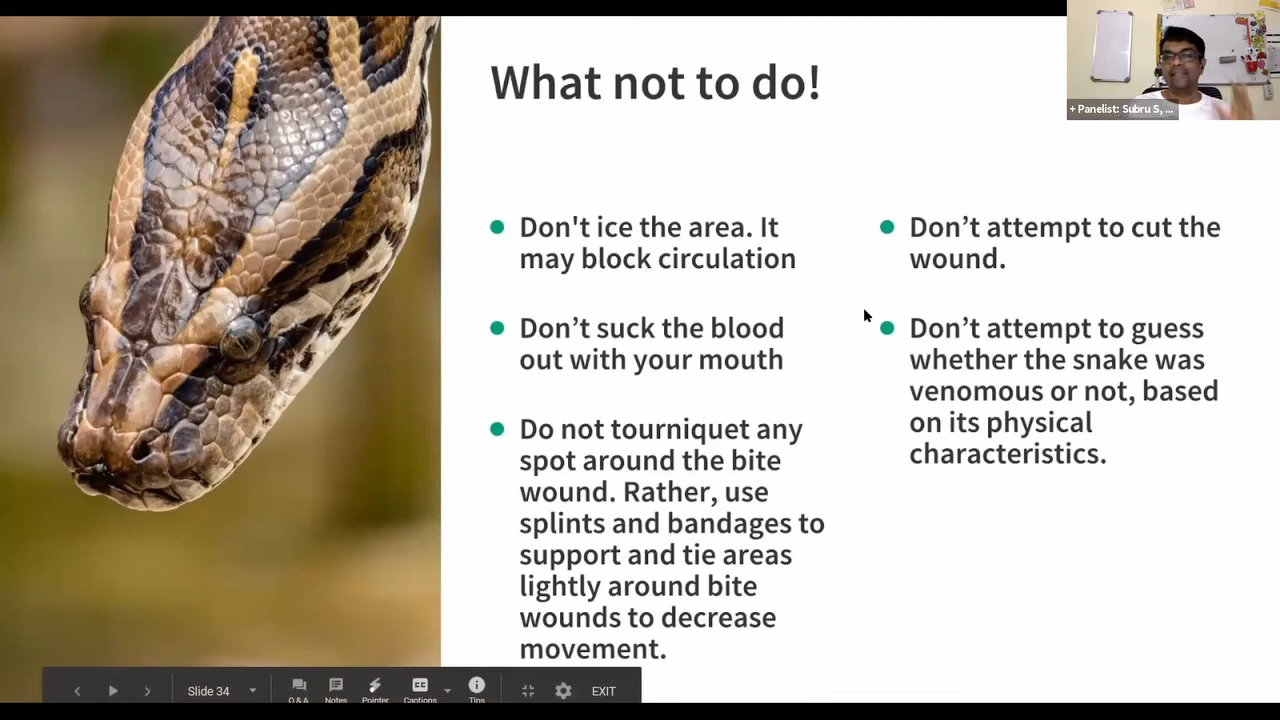 What not to do!
+ Panelist: Subru S, ...
Don't ice the area. It
may block circulation
Don’t suck the blood
out with your mouth
Do not tourniquet any
spot around the bite
wound. Rather, use
splints and bandages to
support and tie areas
lightly around bite
wounds to decrease
movement.
Don’t attempt to cut the
wound.
Don’t attempt to guess
whether the snake was
venomous or not, based
on its physical
characteristics.
Slide 34
Q & A
Notes
Pointer
Captions
Tips
EXIT